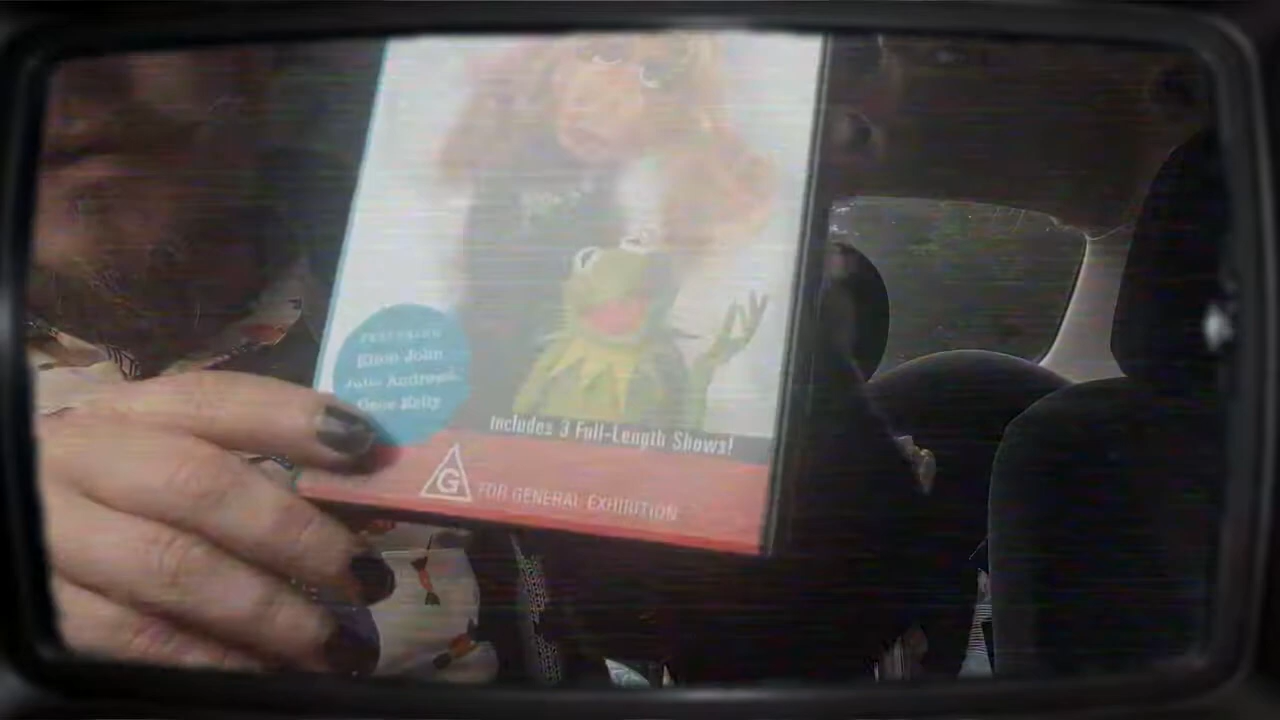 FEATURING
Elton John
Julie Andrews
Gene Kelly
Includes 3 Full-Length Shows!
G FOR GENERAL EXHIBITION